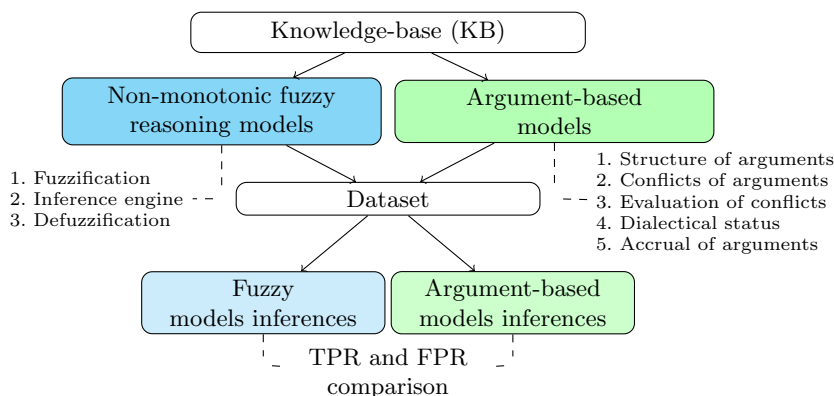 Knowledge-base (KB)
Non-monotonic fuzzy
reasoning models
Argument-based
models
1. Fuzzification
2. Inference engine
3. Defuzzification
1. Structure of arguments
2. Conflicts of arguments
3. Evaluation of conflicts
4. Dialectical status
5. Accrual of arguments
Dataset
Fuzzy
models inferences
Argument-based
models inferences
TPR and FPR
comparison